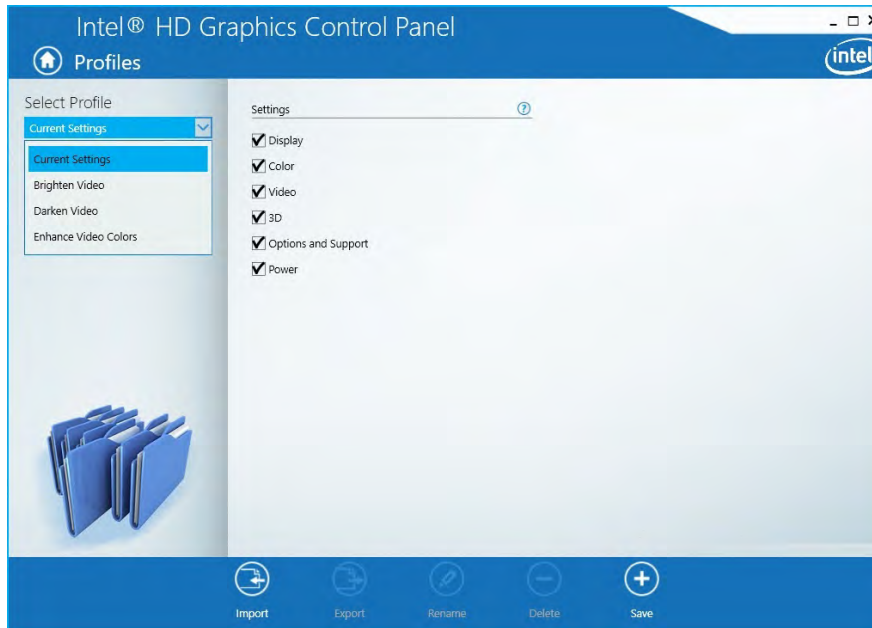 Intel® HD Graphics Control Panel
Profiles
intel
Select Profile
Current Settings
Current Settings
Brighten Video
Darken Video
Enhance Video Colors
Settings
?
Display
Color
Video
3D
Options and Support
Power
Import
Export
Rename
Delete
Save